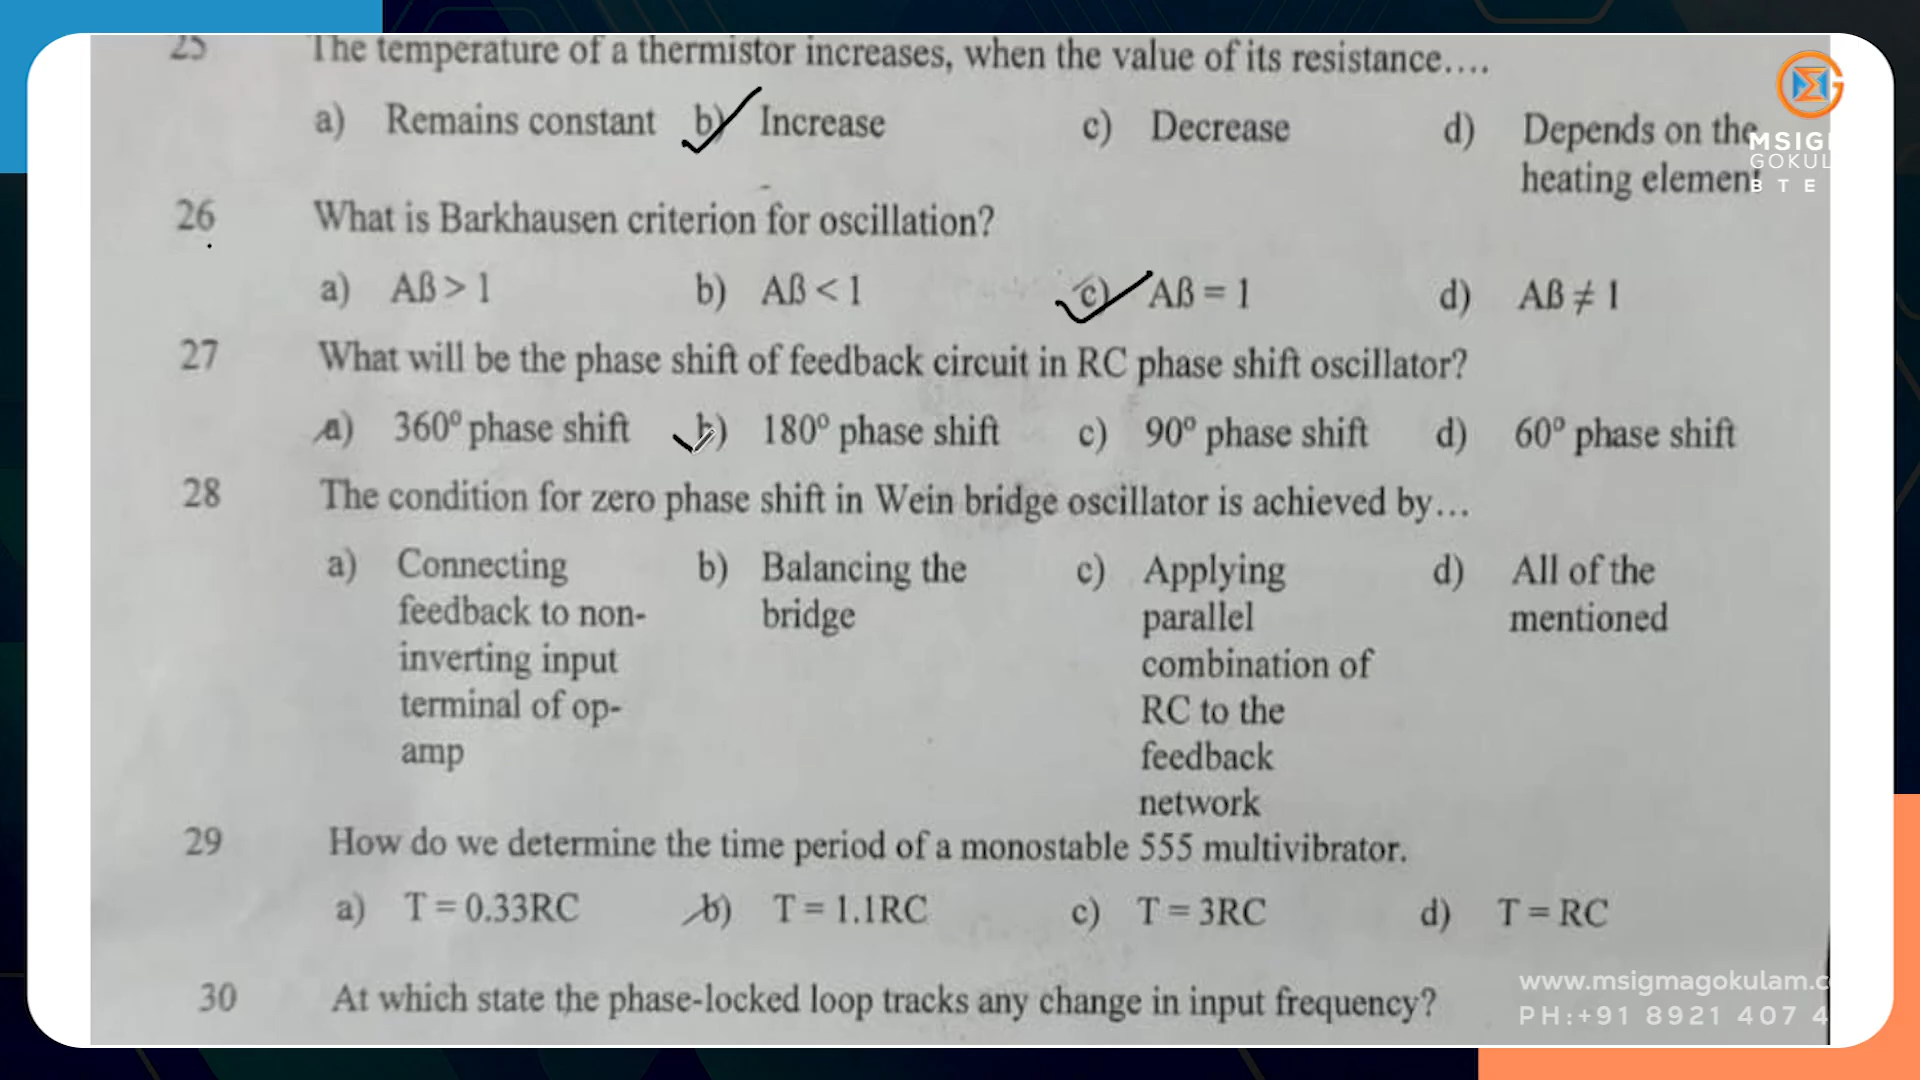 25 The temperature of a thermistor increases, when the value of its resistance....
a) Remains constant b) Increase c) Decrease d) Depends on the heating element
MSIG
GOKUL
B T E
26 What is Barkhausen criterion for oscillation?
a) Aß > 1 b) Aß < 1 c) Aß = 1 d) Aß ≠ 1
27 What will be the phase shift of feedback circuit in RC phase shift oscillator?
a) 360º phase shift b) 180º phase shift c) 90º phase shift d) 60º phase shift
28 The condition for zero phase shift in Wein bridge oscillator is achieved by...
a) Connecting feedback to non-inverting input terminal of op-amp b) Balancing the bridge c) Applying parallel combination of RC to the feedback network d) All of the mentioned
29 How do we determine the time period of a monostable 555 multivibrator.
a) T = 0.33RC b) T = 1.1RC c) T = 3RC d) T = RC
30 At which state the phase-locked loop tracks any change in input frequency?
www.msigmagokulam.c
PH:+91 8921 407 4